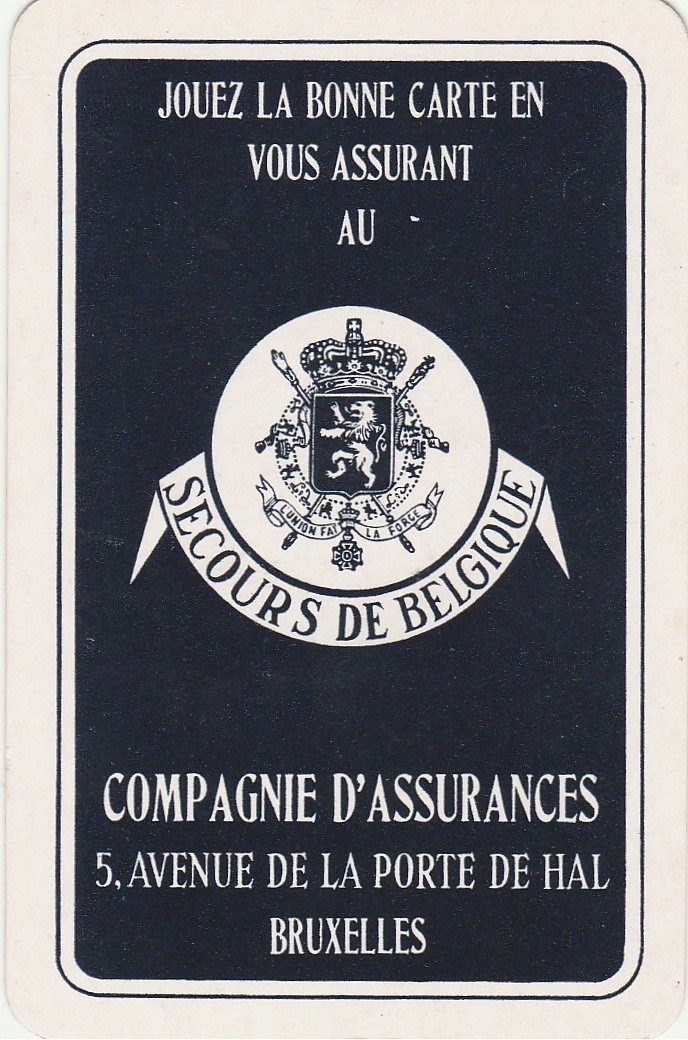 JOUEZ LA BONNE CARTE EN
VOUS ASSURANT
AU
L'UNION FAIT LA FORCE
SECOURS DE BELGIQUE
COMPAGNIE D'ASSURANCES
5, AVENUE DE LA PORTE DE HAL
BRUXELLES